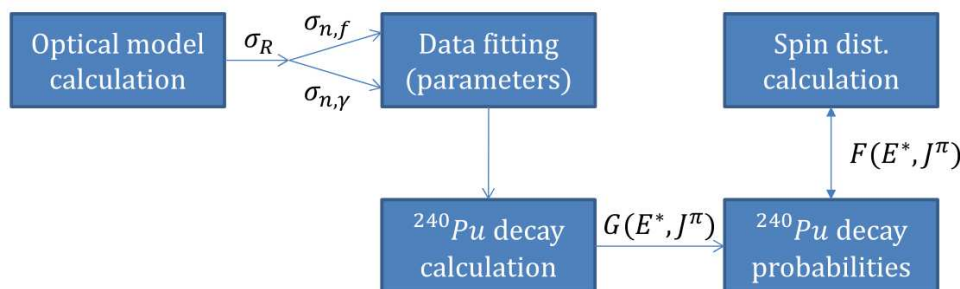 Optical model
calculation
σ_R
σ_{n,f}
σ_{n,γ}
Data fitting
(parameters)
Spin dist.
calculation
F(E*, J^π)
²⁴⁰Pu decay
calculation
G(E*, J^π)
²⁴⁰Pu decay
probabilities